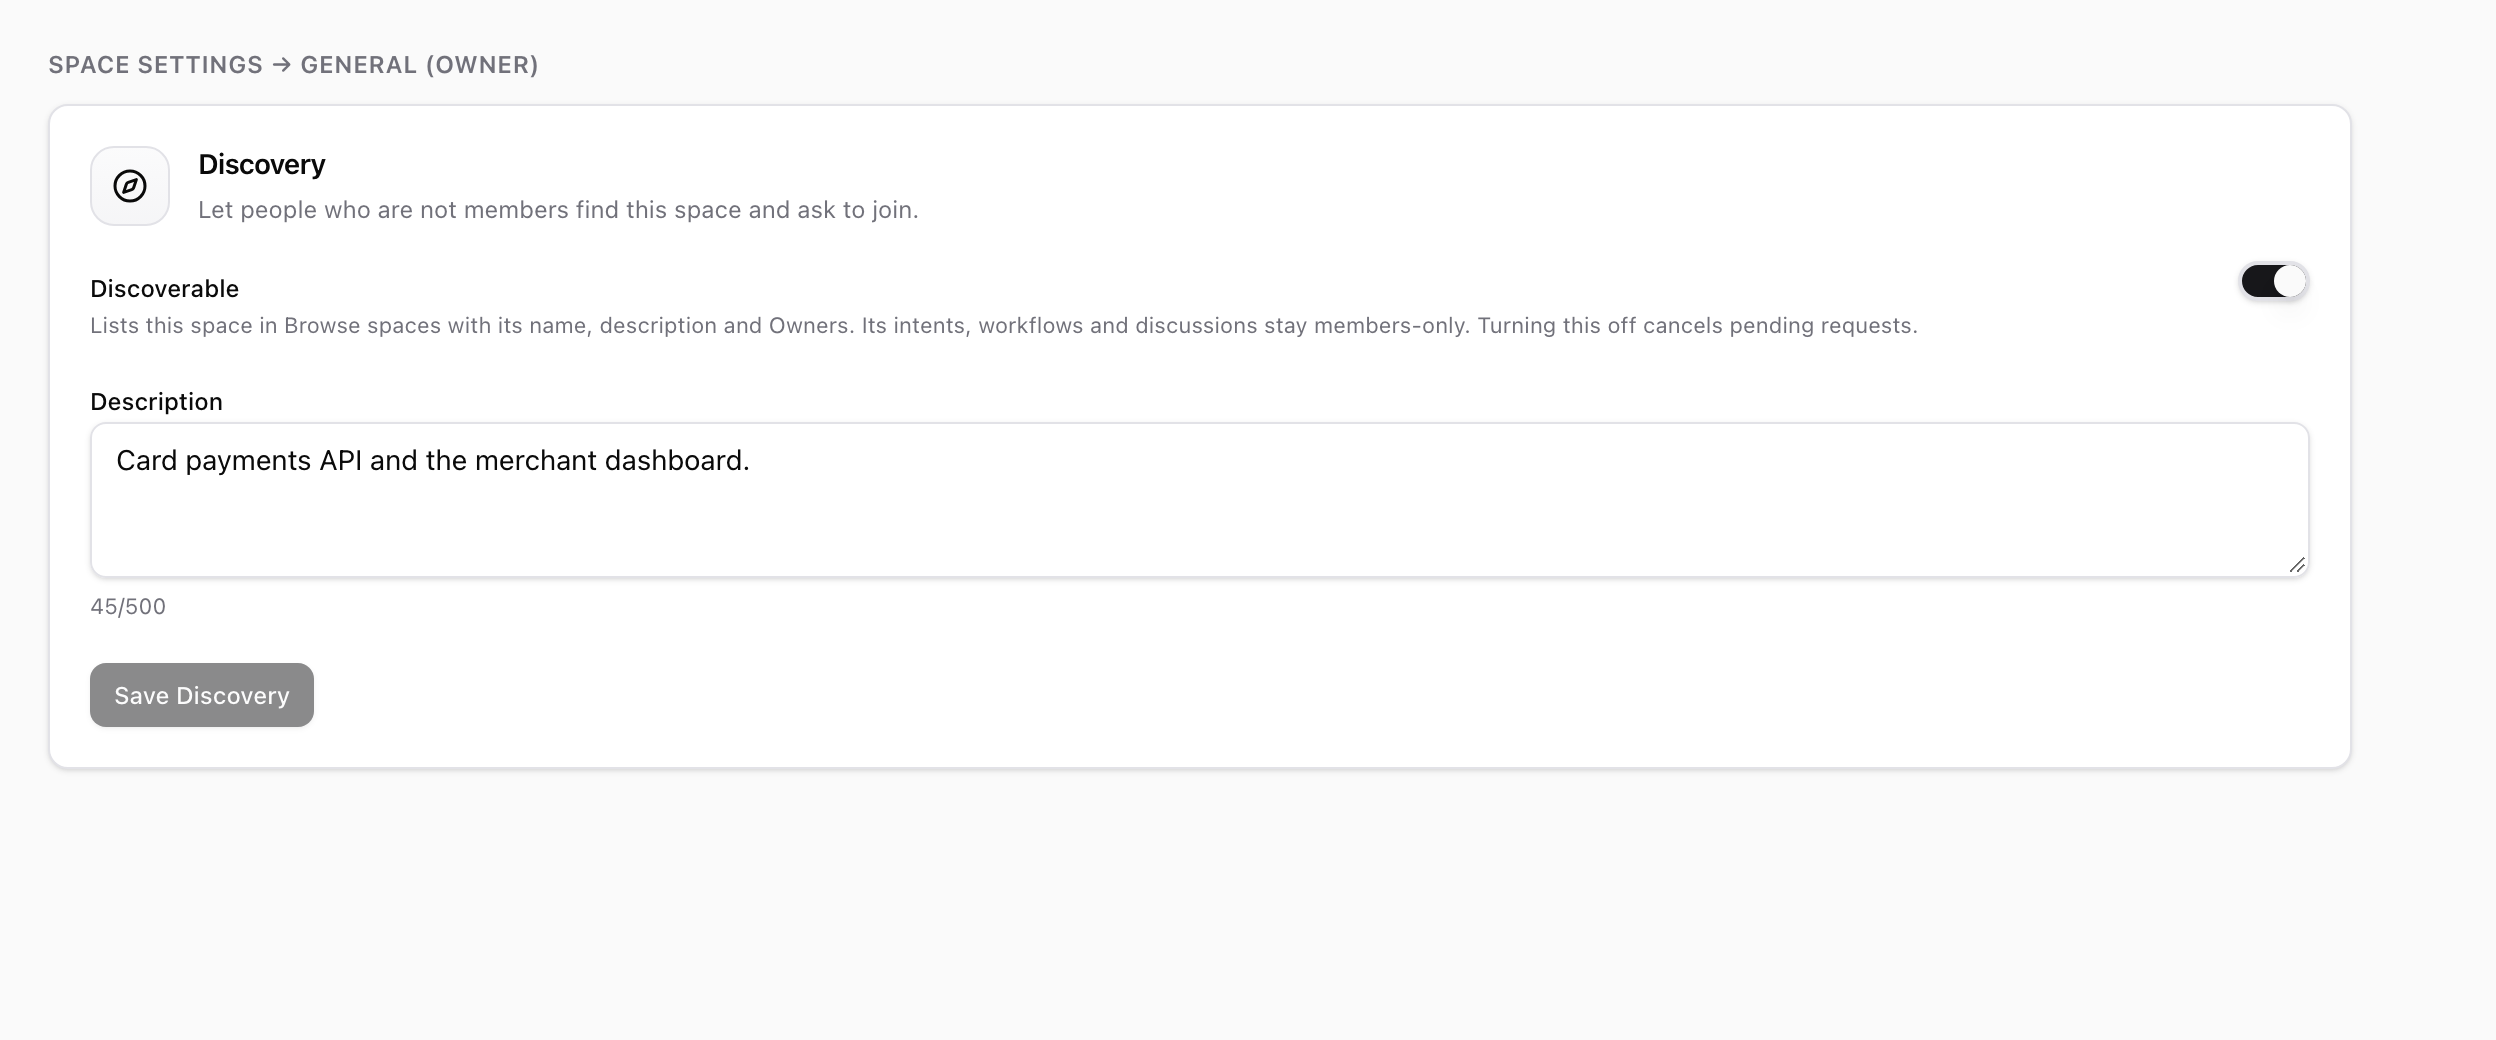 SPACE SETTINGS → GENERAL (OWNER)
Discovery
Let people who are not members find this space and ask to join.
Discoverable
Lists this space in Browse spaces with its name, description and Owners. Its intents, workflows and discussions stay members-only. Turning this off cancels pending requests.
Description
Card payments API and the merchant dashboard.
45/500
Save Discovery